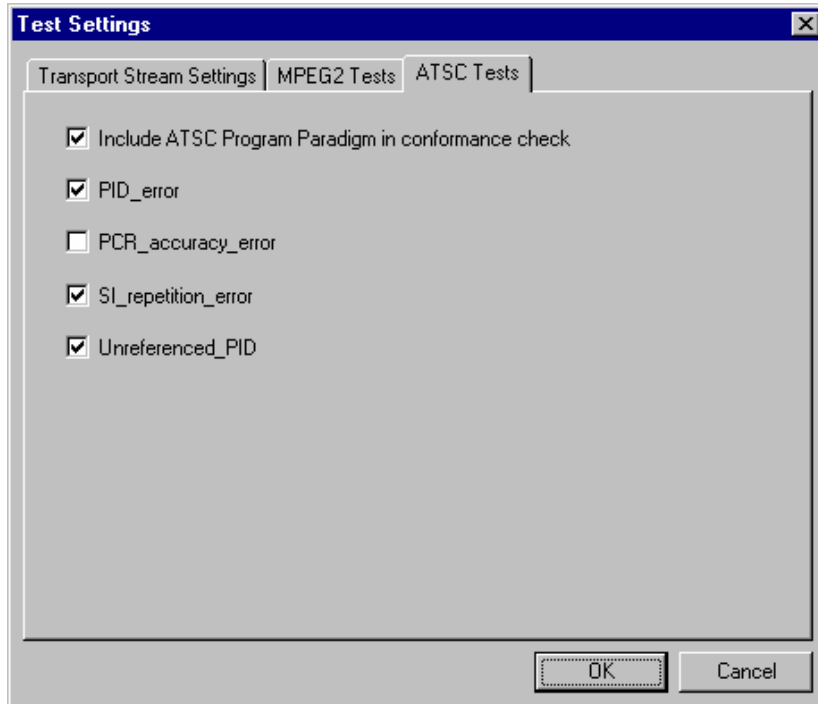 Test Settings
Transport Stream Settings MPEG2 Tests ATSC Tests
Include ATSC Program Paradigm in conformance check
PID_error
PCR_accuracy_error
SI_repetition_error
Unreferenced_PID
OK Cancel